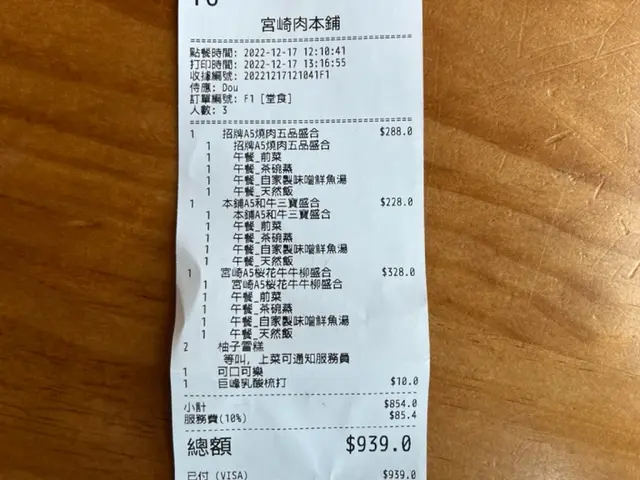 宮崎肉本鋪
點餐時間: 2022-12-17 12:10:41
打印時間: 2022-12-17 13:16:55
收據編號: 20221217121041F1
侍應: Dou
訂單編號: F1 [堂食]
人數: 3
1 招牌A5燒肉五品盛合 $288.0
1 招牌A5燒肉五品盛合
1 午餐_前菜
1 午餐_茶碗蒸
1 午餐_自家製味噌鮮魚湯
1 午餐_天然飯
1 本鋪A5和牛三寶盛合 $228.0
1 本鋪A5和牛三寶盛合
1 午餐_前菜
1 午餐_茶碗蒸
1 午餐_自家製味噌鮮魚湯
1 午餐_天然飯
1 宮崎A5桜花牛牛柳盛合 $328.0
1 宮崎A5桜花牛牛柳盛合
1 午餐_前菜
1 午餐_茶碗蒸
1 午餐_自家製味噌鮮魚湯
1 午餐_天然飯
2 柚子雪糕
等叫, 上菜可通知服務員
1 可口可樂
1 巨峰乳酸梳打 $10.0
小計 $854.0
服務費(10%) $85.4
總額 $939.0
已付 (VISA) $939.0